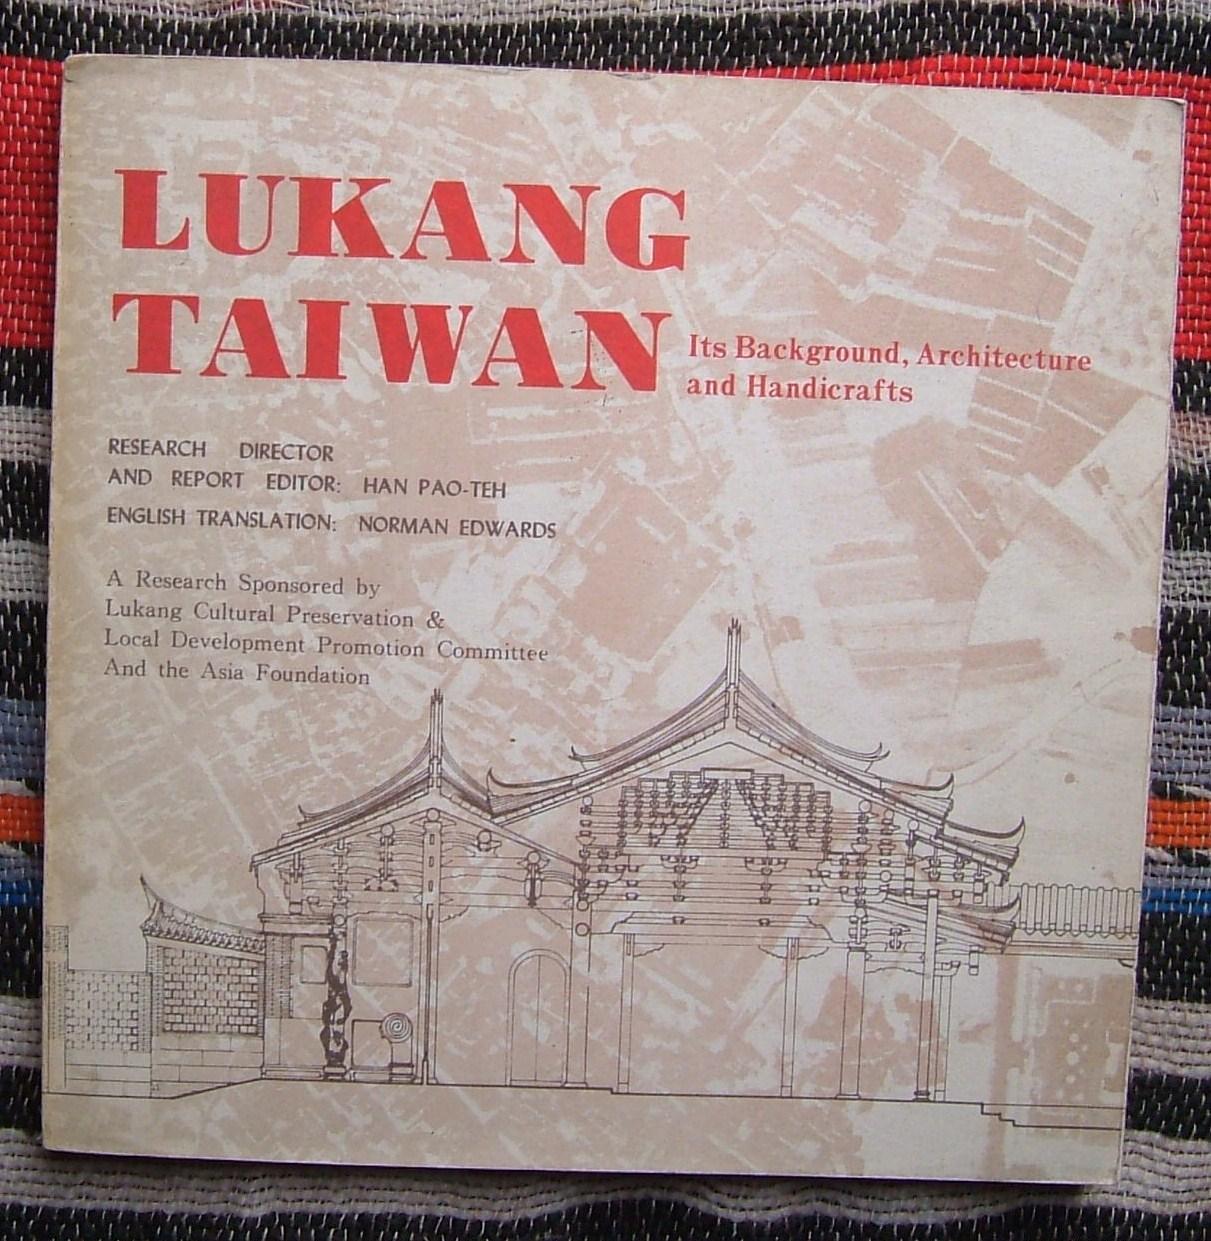 LUKANG
TAIWAN
Its Background, Architecture
and Handicrafts
RESEARCH DIRECTOR
AND REPORT EDITOR: HAN PAO-TEH
ENGLISH TRANSLATION: NORMAN EDWARDS
A Research Sponsored by
Lukang Cultural Preservation &
Local Development Promotion Committee
And the Asia Foundation